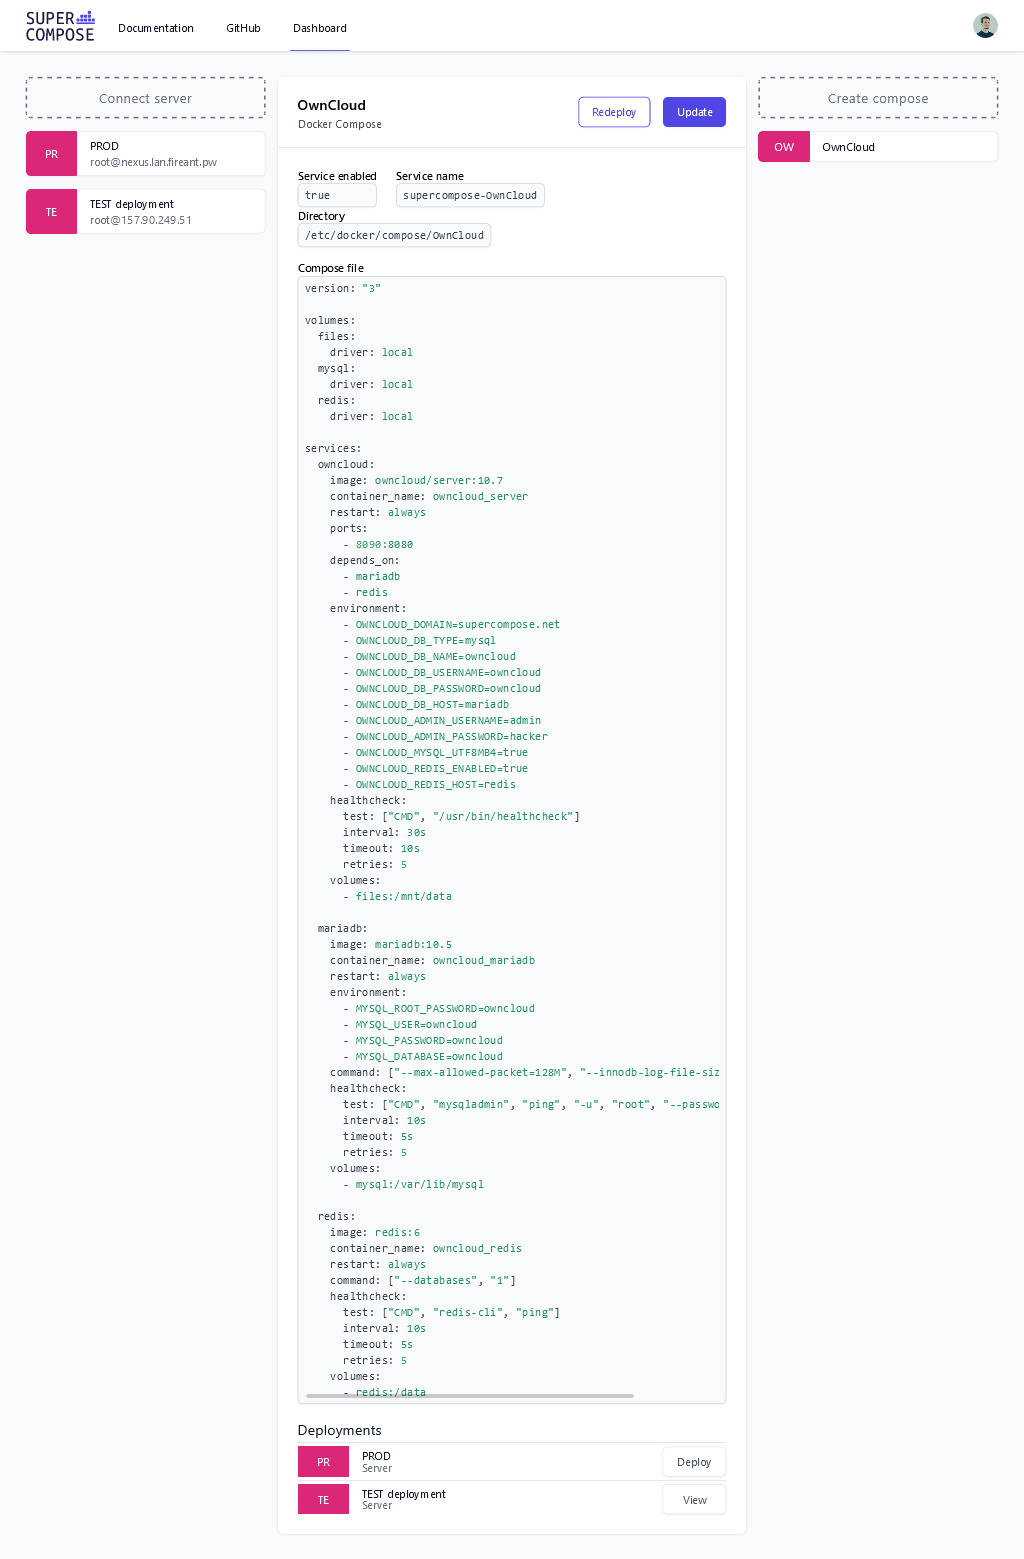 SUPER
COMPOSE
Documentation
GitHub
Dashboard
Connect server
PR
PROD
root@nexus.lan.fireant.pw
TE
TEST deployment
root@157.90.249.51
OwnCloud
Docker Compose
Redeploy
Update
Service enabled
true
Service name
supercompose-OwnCloud
Directory
/etc/docker/compose/OwnCloud
Compose file
version: "3"
volumes:
files:
driver: local
mysql:
driver: local
redis:
driver: local
services:
owncloud:
image: owncloud/server:10.7
container_name: owncloud_server
restart: always
ports:
- 8090:8080
depends_on:
- mariadb
- redis
environment:
- OWNCLOUD_DOMAIN=supercompose.net
- OWNCLOUD_DB_TYPE=mysql
- OWNCLOUD_DB_NAME=owncloud
- OWNCLOUD_DB_USERNAME=owncloud
- OWNCLOUD_DB_PASSWORD=owncloud
- OWNCLOUD_DB_HOST=mariadb
- OWNCLOUD_ADMIN_USERNAME=admin
- OWNCLOUD_ADMIN_PASSWORD=hacker
- OWNCLOUD_MYSQL_UTF8MB4=true
- OWNCLOUD_REDIS_ENABLED=true
- OWNCLOUD_REDIS_HOST=redis
healthcheck:
test: ["CMD", "/usr/bin/healthcheck"]
interval: 30s
timeout: 10s
retries: 5
volumes:
- files:/mnt/data
mariadb:
image: mariadb:10.5
container_name: owncloud_mariadb
restart: always
environment:
- MYSQL_ROOT_PASSWORD=owncloud
- MYSQL_USER=owncloud
- MYSQL_PASSWORD=owncloud
- MYSQL_DATABASE=owncloud
command: ["--max-allowed-packet=128M", "--innodb-log-file-siz
healthcheck:
test: ["CMD", "mysqladmin", "ping", "-u", "root", "--passwo
interval: 10s
timeout: 5s
retries: 5
volumes:
- mysql:/var/lib/mysql
redis:
image: redis:6
container_name: owncloud_redis
restart: always
command: ["--databases", "1"]
healthcheck:
test: ["CMD", "redis-cli", "ping"]
interval: 10s
timeout: 5s
retries: 5
volumes:
- redis:/data
Deployments
PR
PROD
Server
Deploy
TE
TEST deployment
Server
View
Create compose
OW
OwnCloud